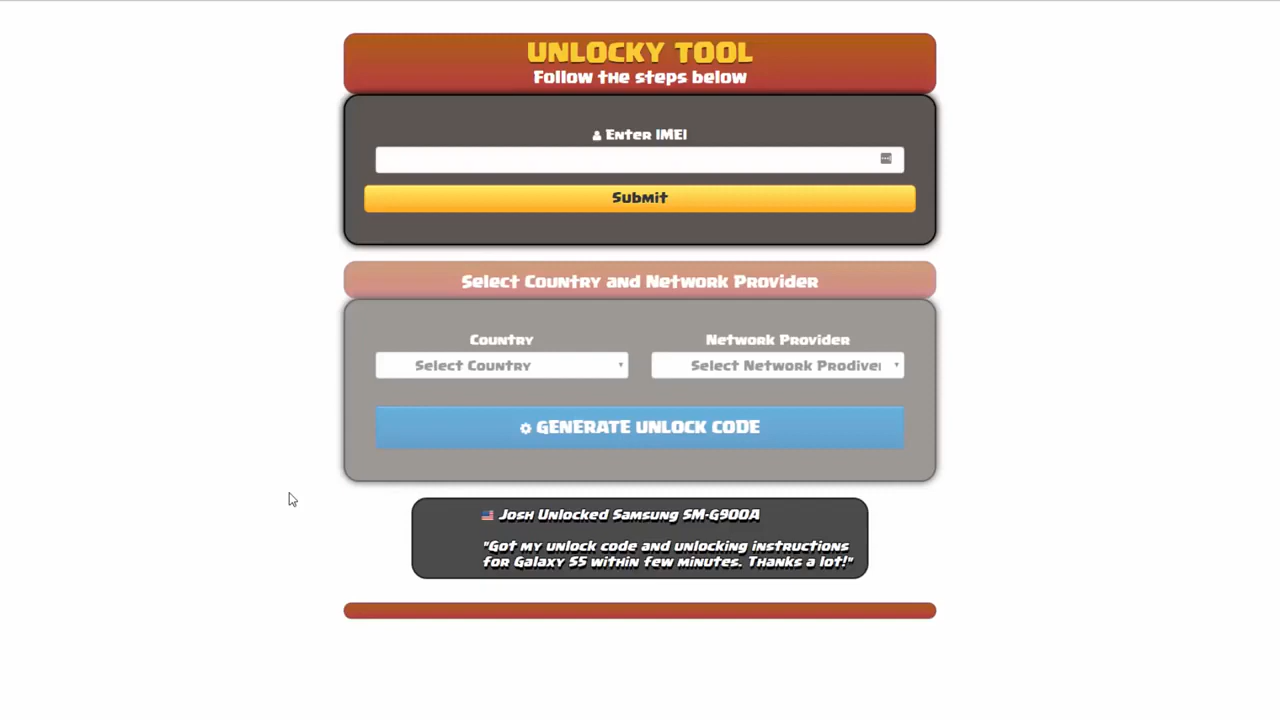 UNLOCKY TOOL
Follow the steps below
Enter IMEI
Submit
Select Country and Network Provider
Country
Network Provider
Select Country
Select Network Prodiver
GENERATE UNLOCK CODE
Josh Unlocked Samsung SM-G900A
"Got my unlock code and unlocking instructions
for Galaxy S5 within few minutes. Thanks a lot!"